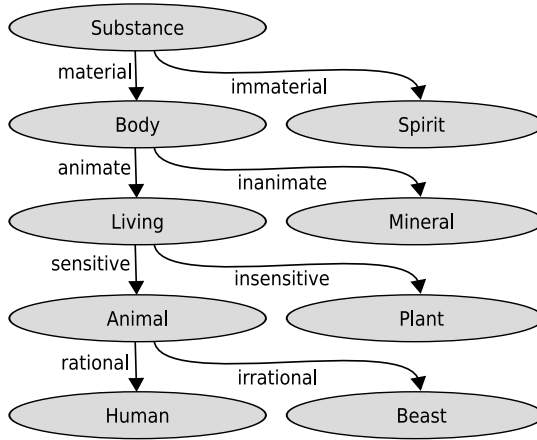 Substance
material
immaterial
Body
Spirit
animate
inanimate
Living
Mineral
sensitive
insensitive
Animal
Plant
rational
irrational
Human
Beast